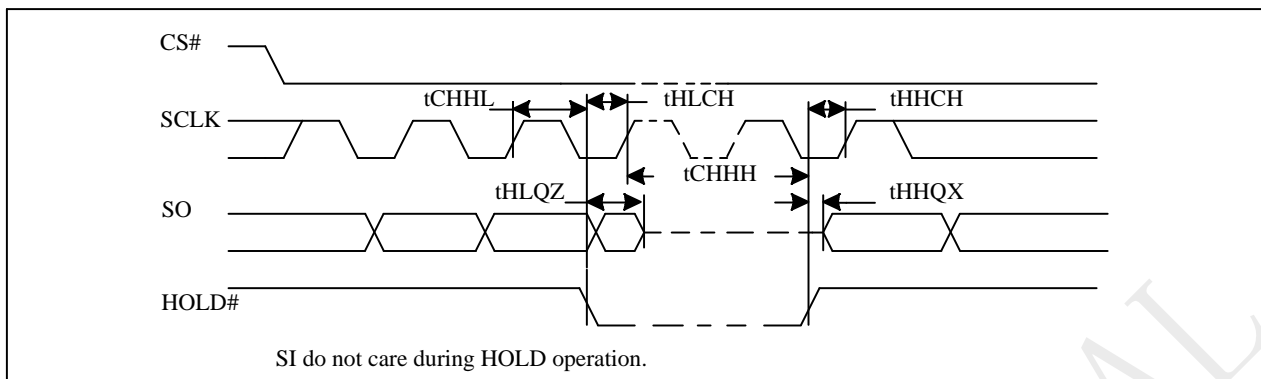 CS#
tCHHL
tHLCH
tHHCH
SCLK
tCHHH
tHLQZ
tHHQX
SO
HOLD#
SI do not care during HOLD operation.